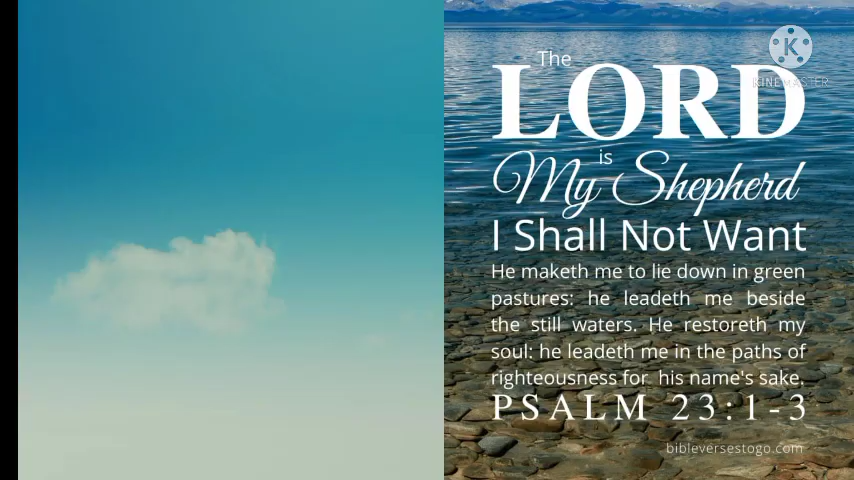 The
LORD
is
My Shepherd
I Shall Not Want
He maketh me to lie down in green
pastures: he leadeth me beside
the still waters. He restoreth my
soul: he leadeth me in the paths of
righteousness for his name's sake.
PSALM 23:1-3
bibleversestogo.com
K
KINEMASTER